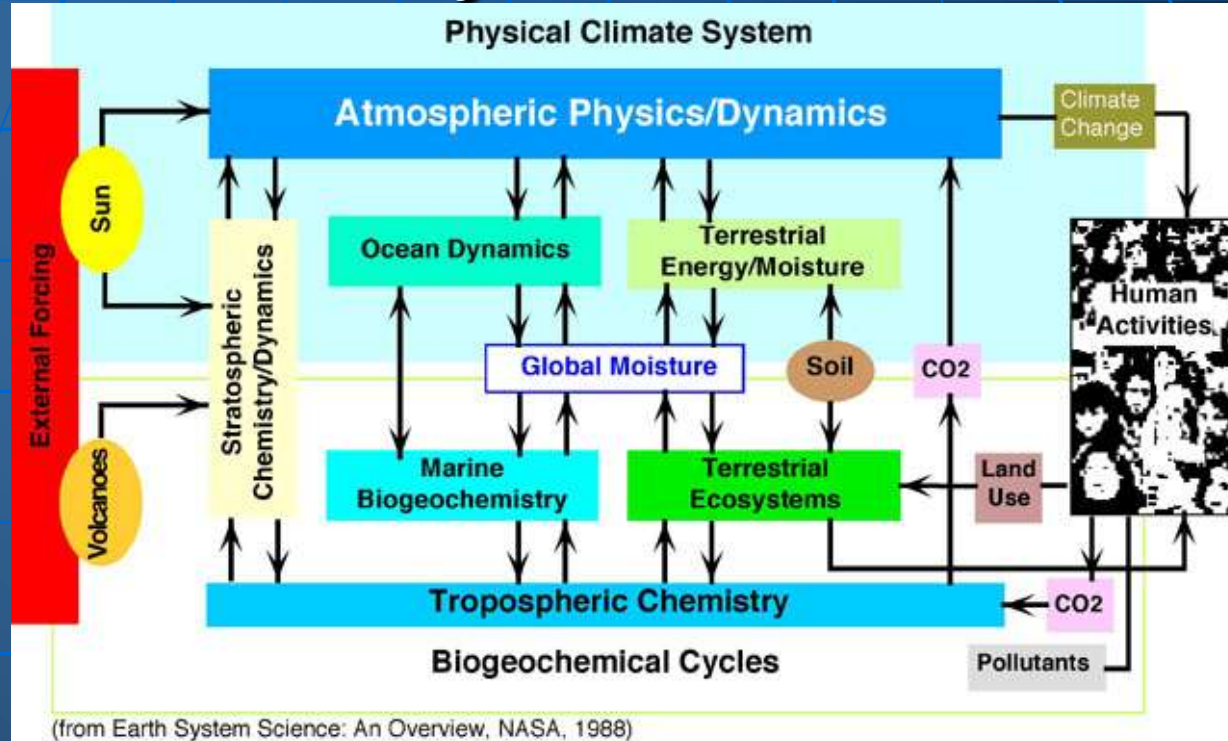 Physical Climate System
Atmospheric Physics/Dynamics
Climate
Change
External Forcing
Sun
Volcanoes
Stratospheric
Chemistry/Dynamics
Ocean Dynamics
Terrestrial
Energy/Moisture
Human
Activities
Global Moisture
Soil
CO2
Marine
Biogeochemistry
Terrestrial
Ecosystems
Land
Use
Tropospheric Chemistry
CO2
Biogeochemical Cycles
Pollutants
(from Earth System Science: An Overview, NASA, 1988)